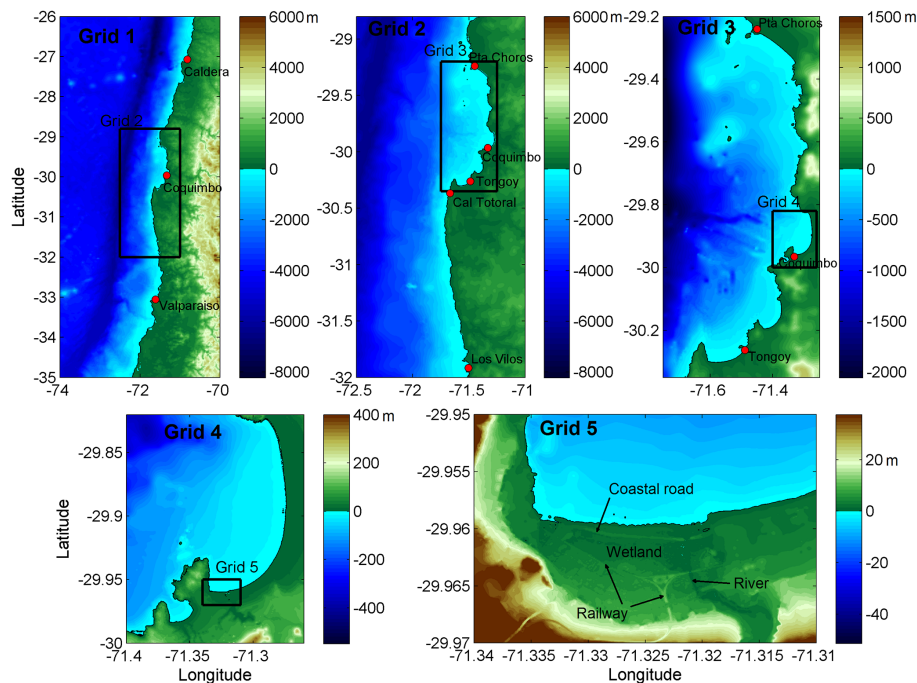 Grid 1
-26
-27
-28
-29
-30
-31
-32
-33
-34
-35
-74
-73
-72
-71
-70
Latitude
Caldera
Grid 2
Coquimbo
Valparaiso
6000 m
4000
2000
0
-2000
-4000
-6000
-8000
Grid 2
-29
-29.5
-30
-30.5
-31
-31.5
-32
-72.5
-72
-71.5
-71
Grid 3
Pta Choros
Coquimbo
Tongoy
Cal Totoral
Los Vilos
6000 m
4000
2000
0
-2000
-4000
-6000
-8000
Grid 3
-29.2
-29.4
-29.6
-29.8
-30
-30.2
-71.6
-71.4
Pta Choros
Grid 4
Coquimbo
Tongoy
1500 m
1000
500
0
-500
-1000
-1500
-2000
Grid 4
-29.85
-29.9
-29.95
-30
-71.4
-71.35
-71.3
Latitude
Longitude
Grid 5
400 m
200
0
-200
-400
Grid 5
-29.95
-29.955
-29.96
-29.965
-29.97
-71.34
-71.335
-71.33
-71.325
-71.32
-71.315
-71.31
Longitude
Coastal road
Wetland
River
Railway
20 m
0
-20
-40